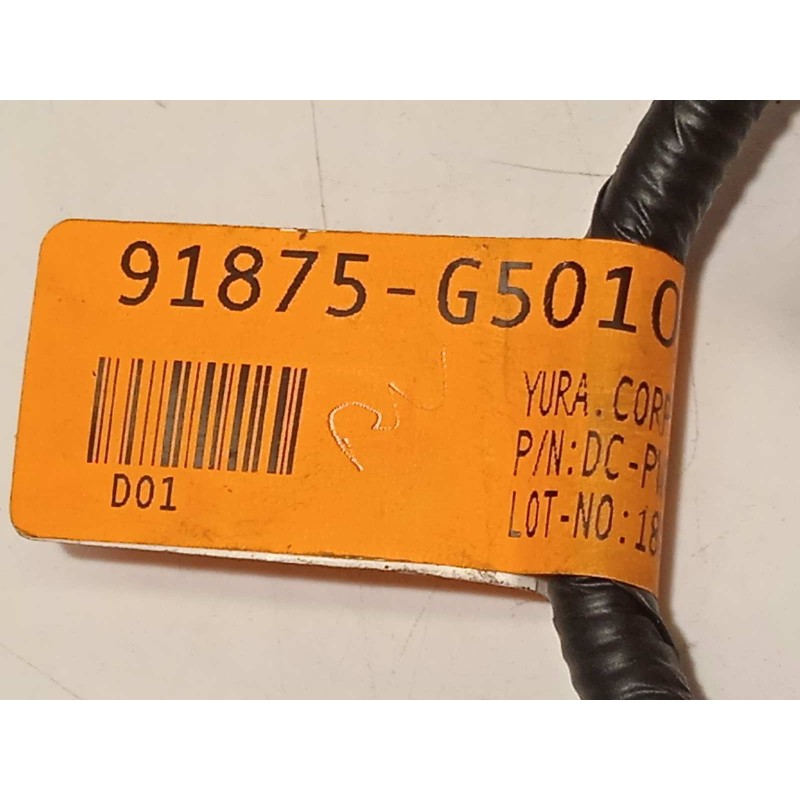 91875-G5010
YURA.CORP
P/N:DC-P
LOT-NO:18
D01